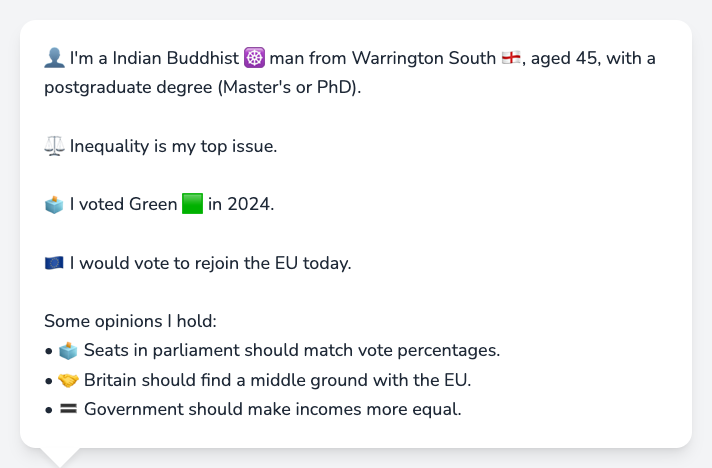 👤 I'm a Indian Buddhist ☸️ man from Warrington South 🏴󠁧󠁢󠁥󠁮󠁧󠁿, aged 45, with a
postgraduate degree (Master's or PhD).
⚖️ Inequality is my top issue.
🗳️ I voted Green 🟩 in 2024.
🇪🇺 I would vote to rejoin the EU today.
Some opinions I hold:
• 🗳️ Seats in parliament should match vote percentages.
• 🤝 Britain should find a middle ground with the EU.
• 🟰 Government should make incomes more equal.